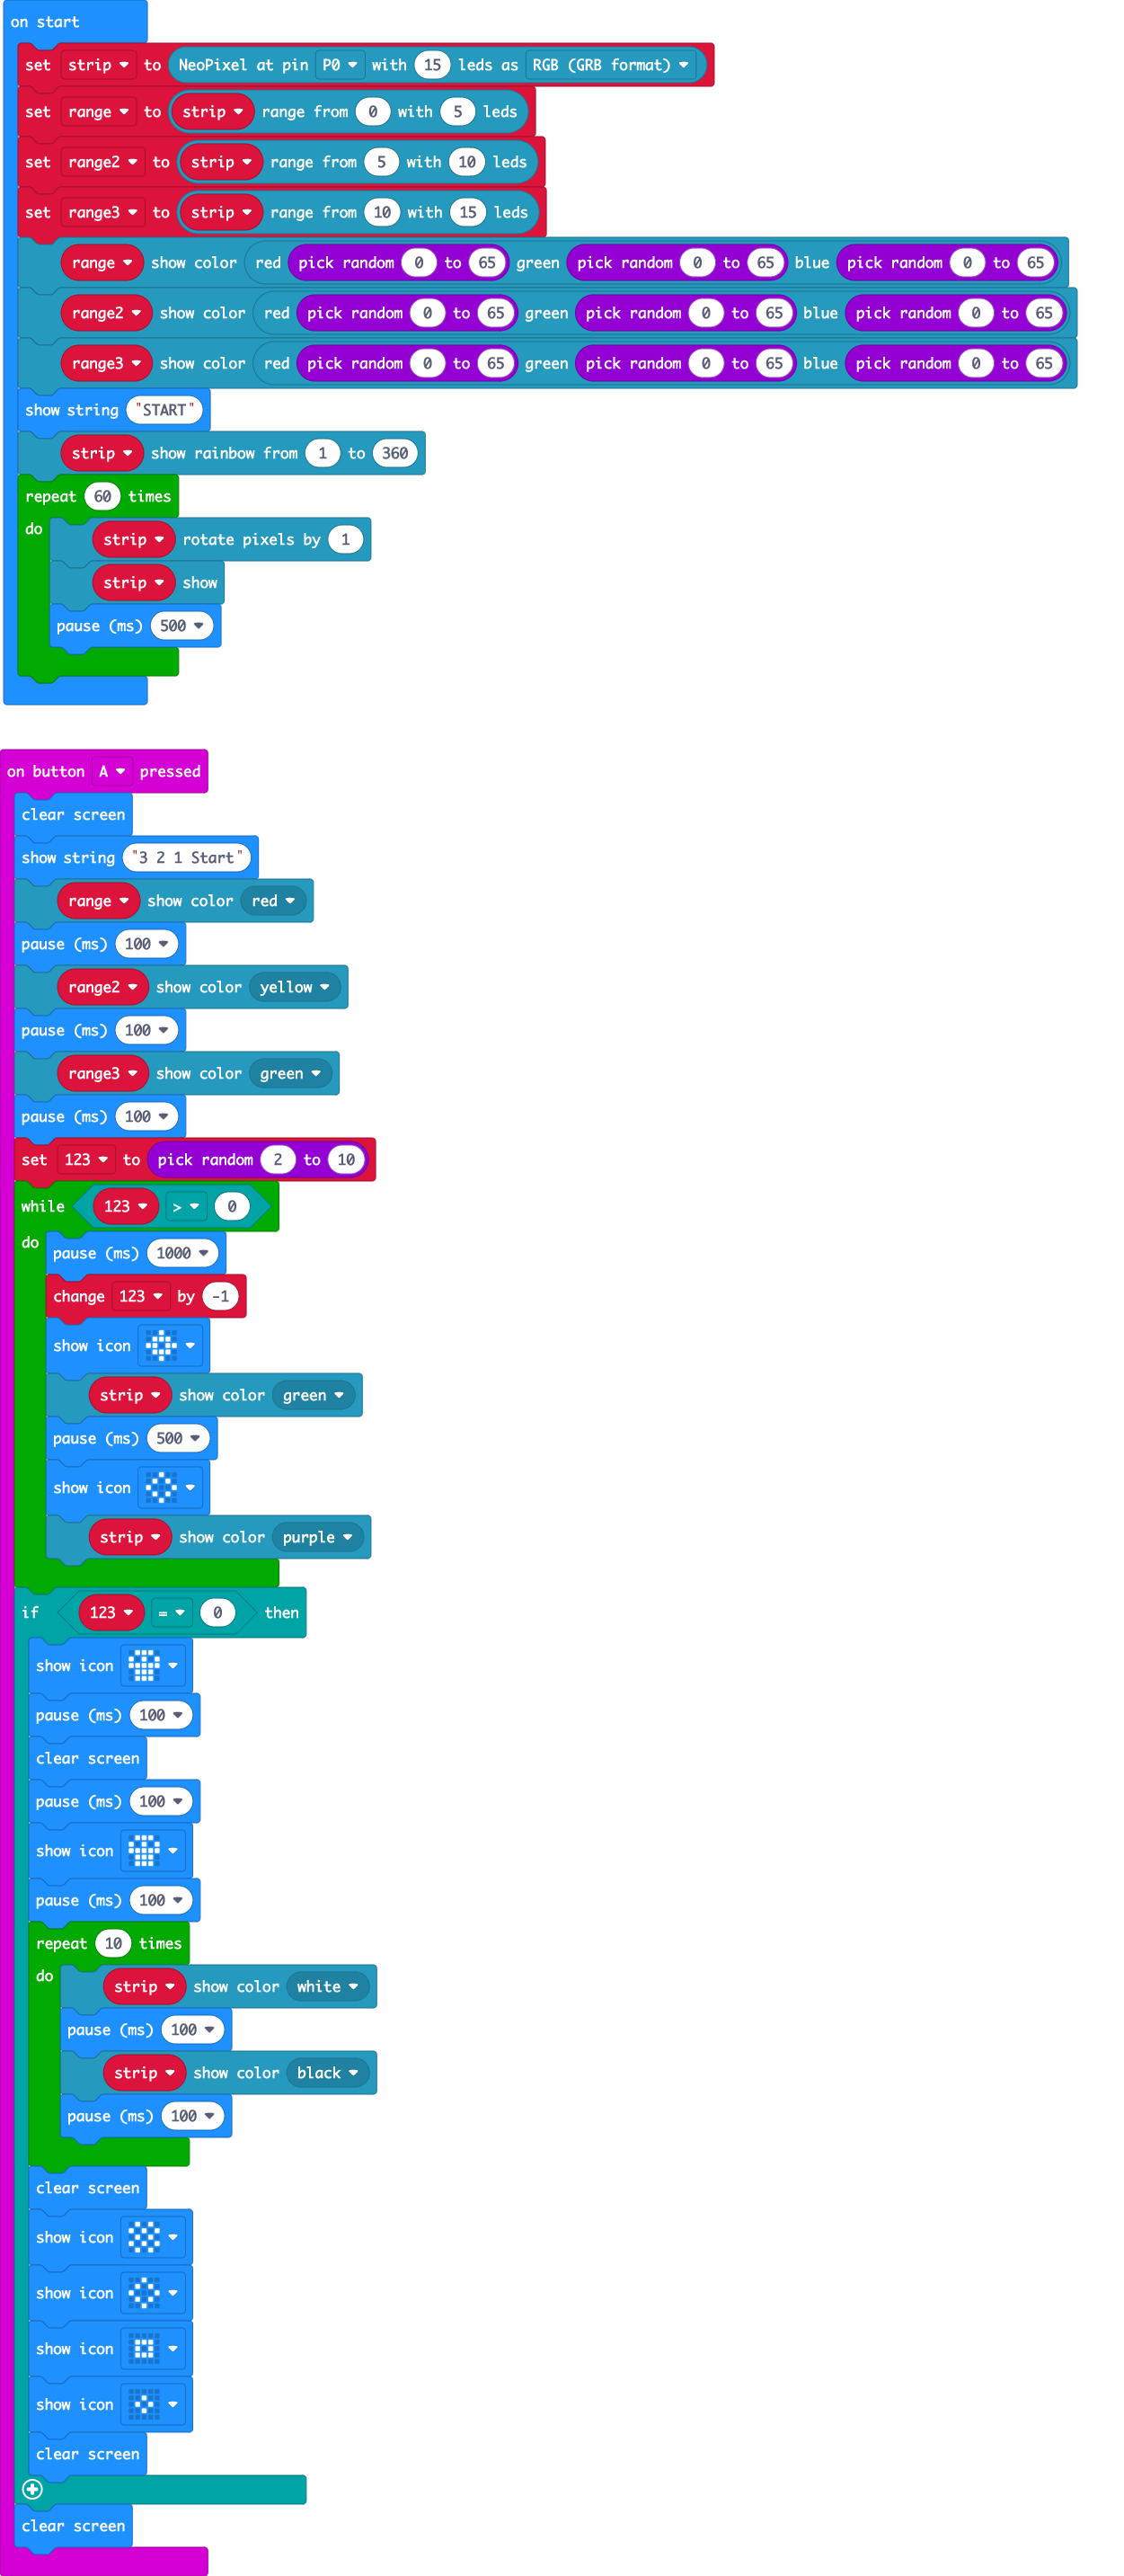 on start
set strip to NeoPixel at pin P0 with 15 leds as RGB (GRB format)
set range to strip range from 0 with 5 leds
set range2 to strip range from 5 with 10 leds
set range3 to strip range from 10 with 15 leds
range show color red pick random 0 to 65 green pick random 0 to 65 blue pick random 0 to 65
range2 show color red pick random 0 to 65 green pick random 0 to 65 blue pick random 0 to 65
range3 show color red pick random 0 to 65 green pick random 0 to 65 blue pick random 0 to 65
show string "START"
strip show rainbow from 1 to 360
repeat 60 times
do
strip rotate pixels by 1
strip show
pause (ms) 500
on button A pressed
clear screen
show string "3 2 1 Start"
range show color red
pause (ms) 100
range2 show color yellow
pause (ms) 100
range3 show color green
pause (ms) 100
set 123 to pick random 2 to 10
while 123 > 0
do
pause (ms) 1000
change 123 by -1
show icon
strip show color green
pause (ms) 500
show icon
strip show color purple
if 123 = 0 then
show icon
pause (ms) 100
clear screen
pause (ms) 100
show icon
pause (ms) 100
repeat 10 times
do
strip show color white
pause (ms) 100
strip show color black
pause (ms) 100
clear screen
show icon
show icon
show icon
show icon
clear screen
clear screen